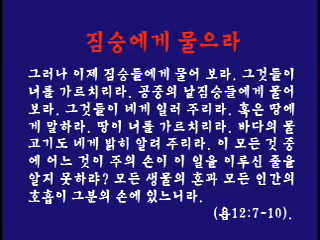 짐승에게 물으라
그러나 이제 짐승들에게 물어 보라. 그것들이
너를 가르치리라. 공중의 날짐승들에게 물어
보라. 그것들이 네게 일러 주리라. 혹은 땅에
게 말하라. 땅이 너를 가르치리라. 바다의 물
고기도 네게 밝히 알려 주리라. 이 모든 것 중
에 어느 것이 주의 손이 이 일을 이루신 줄을
알지 못하랴? 모든 생물의 혼과 모든 인간의
호흡이 그분의 손에 있느니라.
(욥12:7-10).